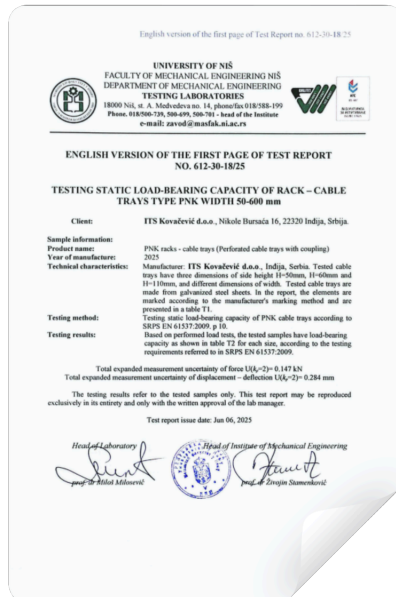 English version of the first page of Test Report no. 612-30-18/25
UNIVERSITY OF NIŠ
FACULTY OF MECHANICAL ENGINEERING NIŠ
DEPARTMENT OF MECHANICAL ENGINEERING
TESTING LABORATORIES
18000 Niš, st. A. Medvedeva no. 14, phone/fax 018/588-199
Phone. 018/500-739, 500-699, 500-701 - head of the Institute
e-mail: zavod@masfak.ni.ac.rs
ENGLISH VERSION OF THE FIRST PAGE OF TEST REPORT
NO. 612-30-18/25
TESTING STATIC LOAD-BEARING CAPACITY OF RACK – CABLE
TRAYS TYPE PNK WIDTH 50-600 mm
Client: ITS Kovačević d.o.o., Nikole Bursaća 16, 22320 Inđija, Srbija.
Sample information:
Product name: PNK racks - cable trays (Perforated cable trays with coupling)
Year of manufacture: 2025
Technical characteristics: Manufacturer: ITS Kovačević d.o.o., Inđija, Serbia. Tested cable
trays have three dimensions of side height H=50mm, H=60mm and
H=110mm, and different dimensions of width. Tested cable trays are
made from galvanized steel sheets. In the report, the elements are
marked according to the manufacturer's marking method and are
presented in a table T1.
Testing method: Testing static load-bearing capacity of PNK cable trays according to
SRPS EN 61537:2009. p 10.
Testing results: Based on performed load tests, the tested samples have load-bearing
capacity as shown in table T2 for each size, according to the testing
requirements referred to in SRPS EN 61537:2009.
Total expanded measurement uncertainty of force U(kp=2)= 0.147 kN
Total expanded measurement uncertainty of displacement – deflection U(kp=2)= 0.284 mm
The testing results refer to the tested samples only. This test report may be reproduced
exclusively in its entirety and only with the written approval of the lab manager.
Test report issue date: Jun 06, 2025
Head of Laboratory Head of Institute of Mechanical Engineering
prof. dr Miloš Milošević prof. dr Živojin Stamenković